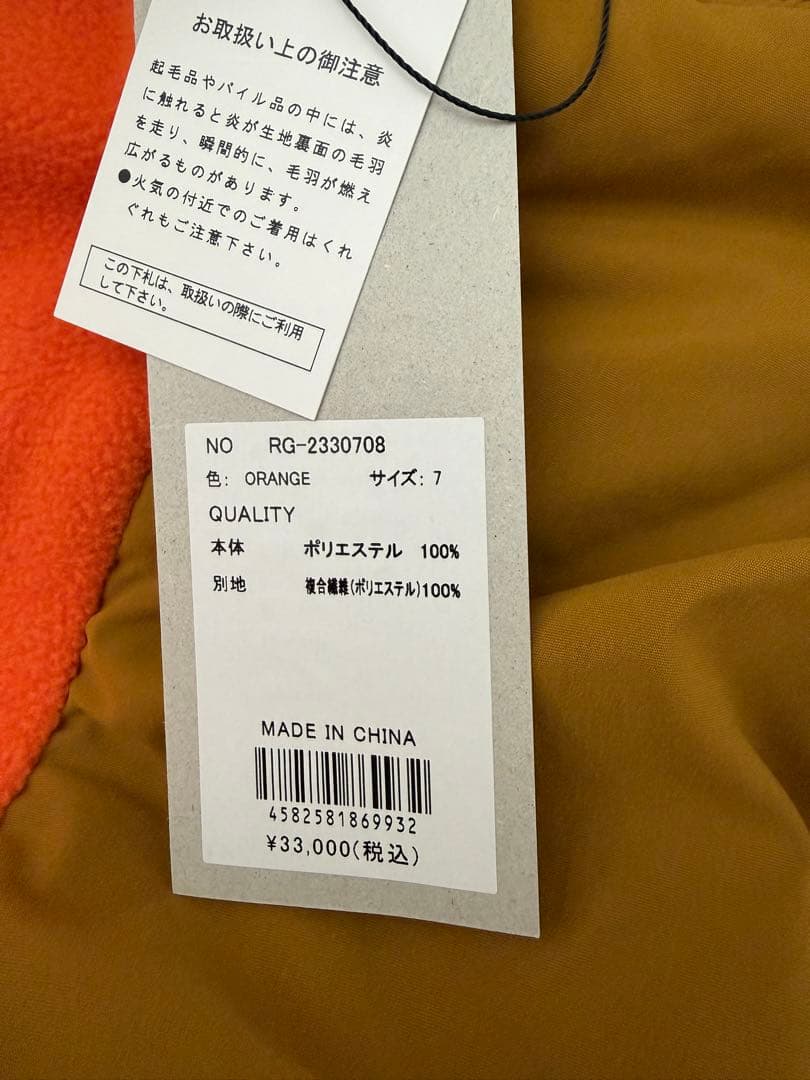 お取扱い上の御注意
起毛品やパイル品の中には、炎
に触れると炎が生地裏面の毛羽
を走り、瞬間的に、毛羽が燃え
広がるものがあります。
●火気の付近でのご着用はくれ
ぐれもご注意下さい。
この下札は、取扱いの際にご利用
して下さい。
NO RG-2330708
色: ORANGE サイズ: 7
QUALITY
本体 ポリエステル 100%
別地 複合繊維(ポリエステル)100%
MADE IN CHINA
4582581869932
¥33,000(税込)